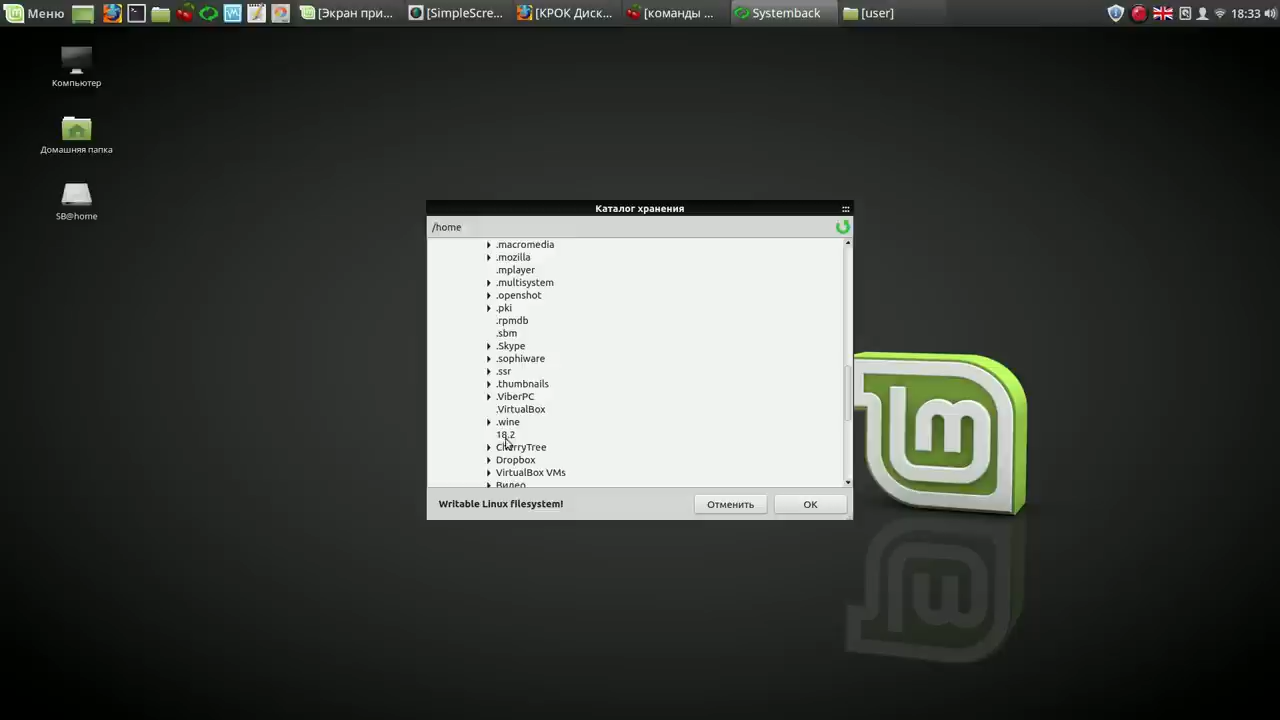 Меню
[Экран при...
[SimpleScre...
[КРОК Диск...
[команды ...
Systemback
[user]
18:33
Компьютер
Домашняя папка
SB@home
Каталог хранения
/home
.macromedia
.mozilla
.mplayer
.multisystem
.openshot
.pki
.rpmdb
.sbm
.Skype
.sophiware
.ssr
.thumbnails
.ViberPC
.VirtualBox
.wine
18.2
CherryTree
Dropbox
VirtualBox VMs
Видео
Writable Linux filesystem!
Отменить
OK
lm